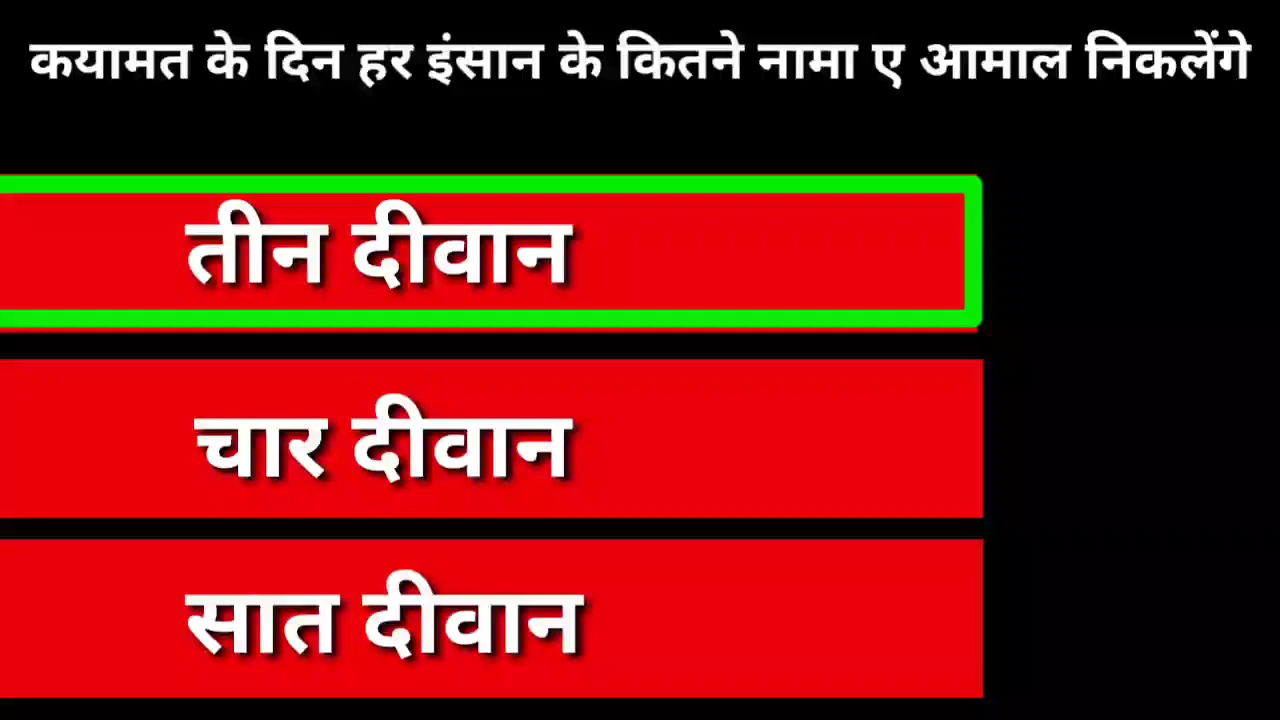 कयामत के दिन हर इंसान के कितने नामा ए आमाल निकलेंगे
तीन दीवान
चार दीवान
सात दीवान